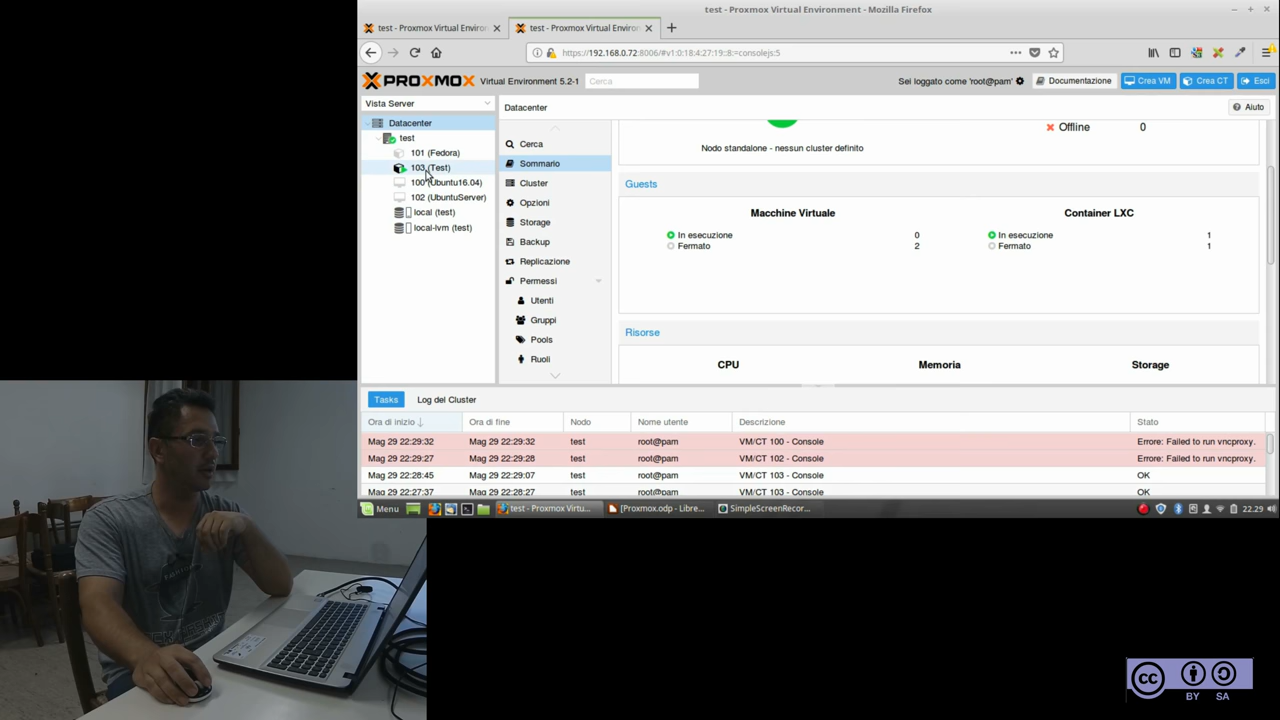 test - Proxmox Virtual Environment - Mozilla Firefox
test - Proxmox Virtual Environ
test - Proxmox Virtual Environ
https://192.168.0.72:8006/#v1:0:18:4:27:19::8:=consolejs:5
PROXMOX Virtual Environment 5.2-1 Cerca
Sei loggato come 'root@pam' Documentazione Crea VM Crea CT Esci
Vista Server
Datacenter
test
101 (Fedora)
103 (Test)
100 (Ubuntu16.04)
102 (UbuntuServer)
local (test)
local-lvm (test)
Datacenter
Aiuto
Cerca
Sommario
Cluster
Opzioni
Storage
Backup
Replicazione
Permessi
Utenti
Gruppi
Pools
Ruoli
Offline 0
Nodo standalone - nessun cluster definito
Guests
Macchine Virtuale Container LXC
In esecuzione 0 In esecuzione 1
Fermato 2 Fermato 1
Risorse
CPU Memoria Storage
Tasks Log del Cluster
Ora di inizio Ora di fine Nodo Nome utente Descrizione Stato
Mag 29 22:29:32 Mag 29 22:29:32 test root@pam VM/CT 100 - Console Errore: Failed to run vncproxy.
Mag 29 22:29:27 Mag 29 22:29:28 test root@pam VM/CT 102 - Console Errore: Failed to run vncproxy.
Mag 29 22:28:45 Mag 29 22:29:07 test root@pam VM/CT 103 - Console OK
Mag 29 22:27:37 Mag 29 22:28:27 test root@pam VM/CT 103 - Console OK
Menu test - Proxmox Virtu... [Proxmox.odp - Libre... SimpleScreenRecor... 22.29
cc BY SA